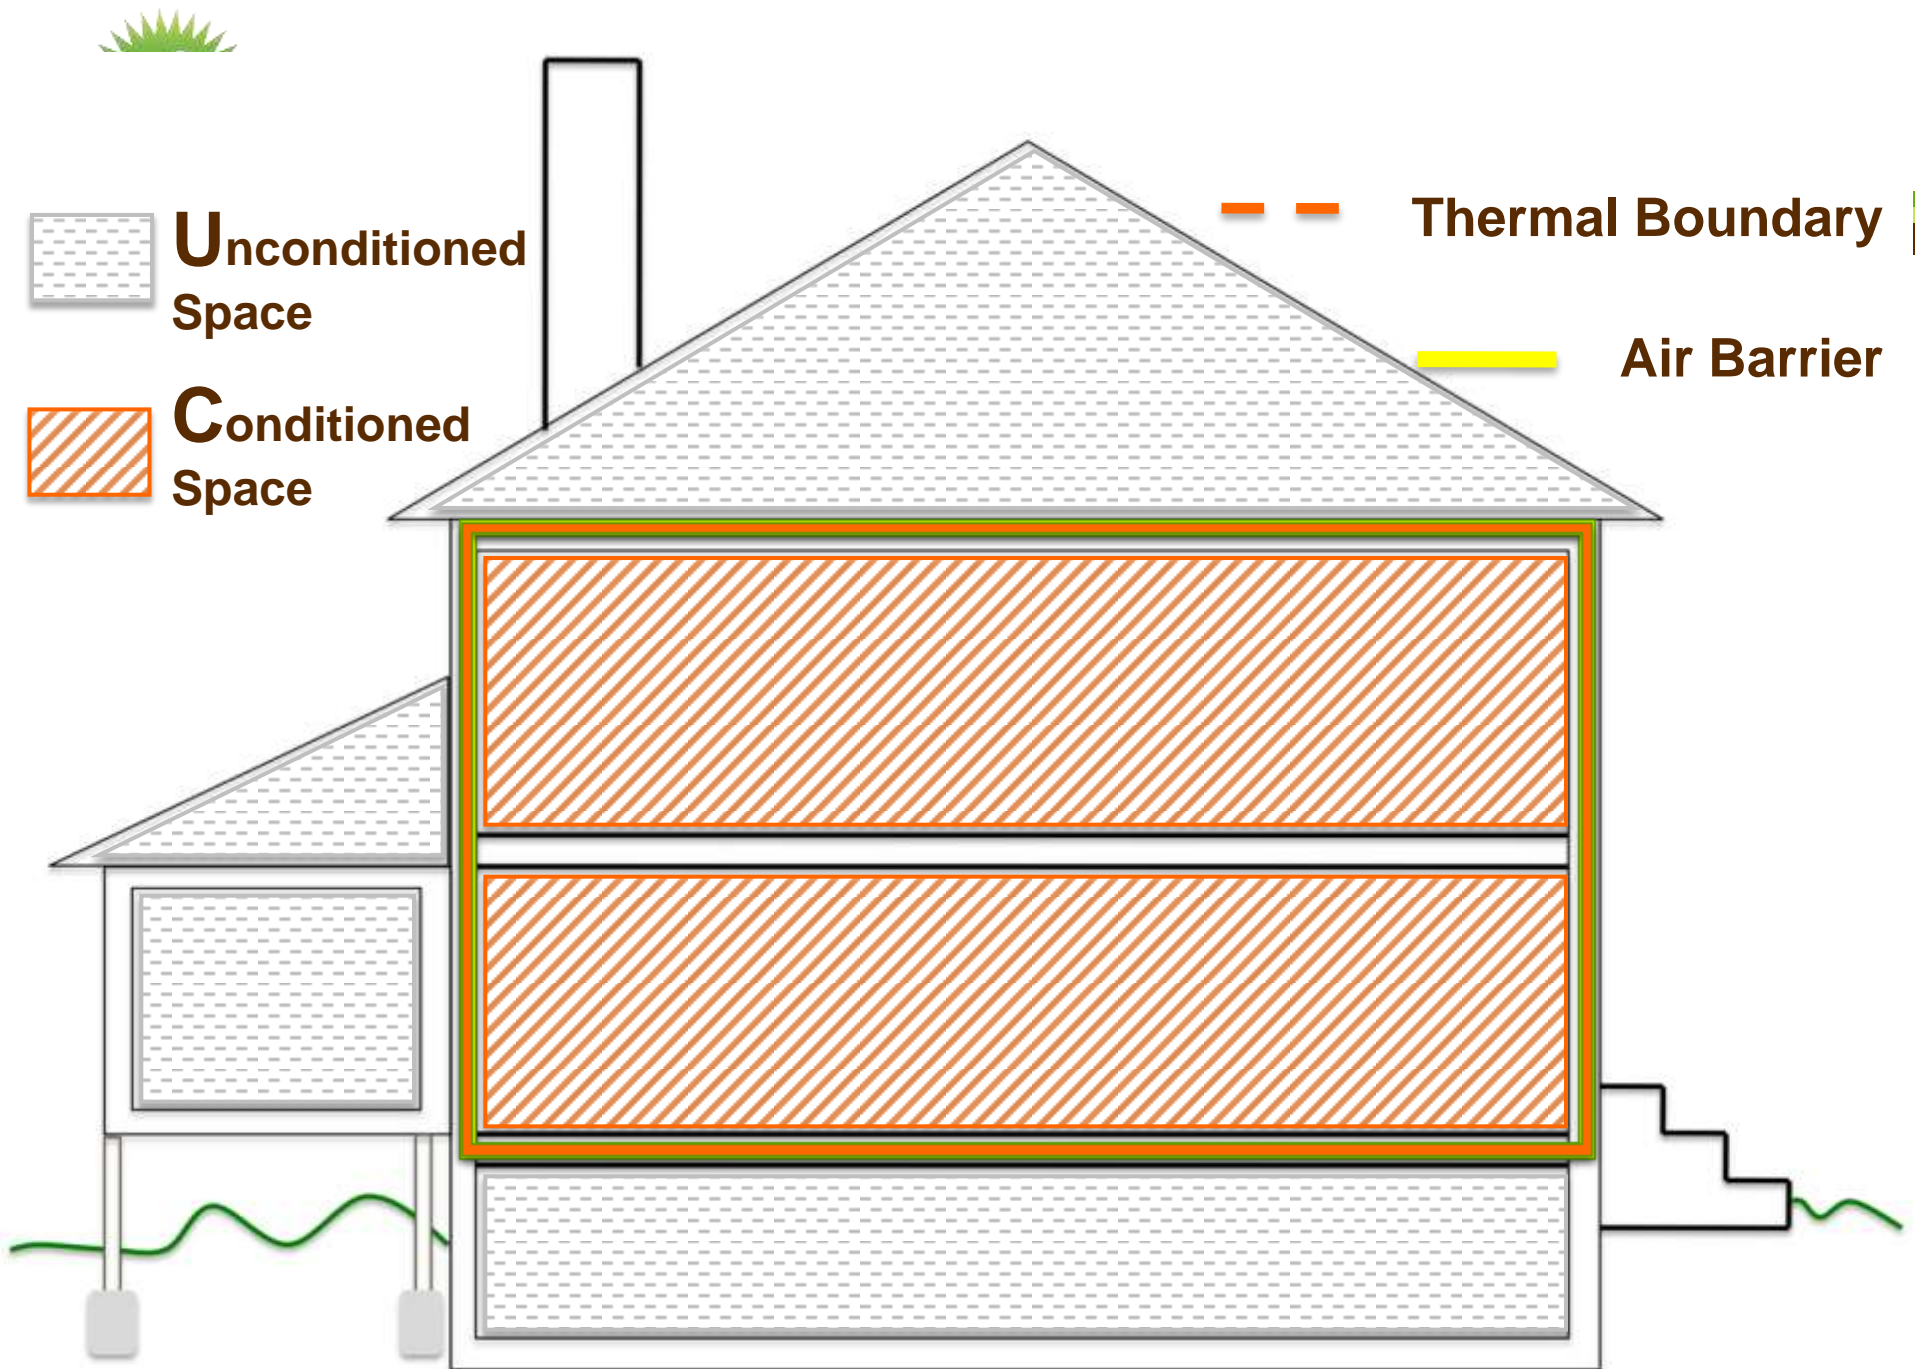 Unconditioned
Space
Conditioned
Space
Thermal Boundary
Air Barrier